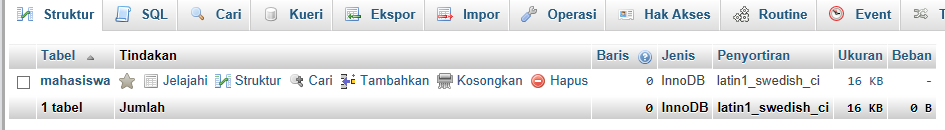 Struktur SQL Cari Kueri Ekspor Impor Operasi Hak Akses Routine Event
Tabel Tindakan Baris Jenis Penyortiran Ukuran Beban
mahasiswa Jelajahi Struktur Cari Tambahkan Kosongkan Hapus 0 InnoDB latin1_swedish_ci 16 KB -
1 tabel Jumlah 0 InnoDB latin1_swedish_ci 16 KB 0 B